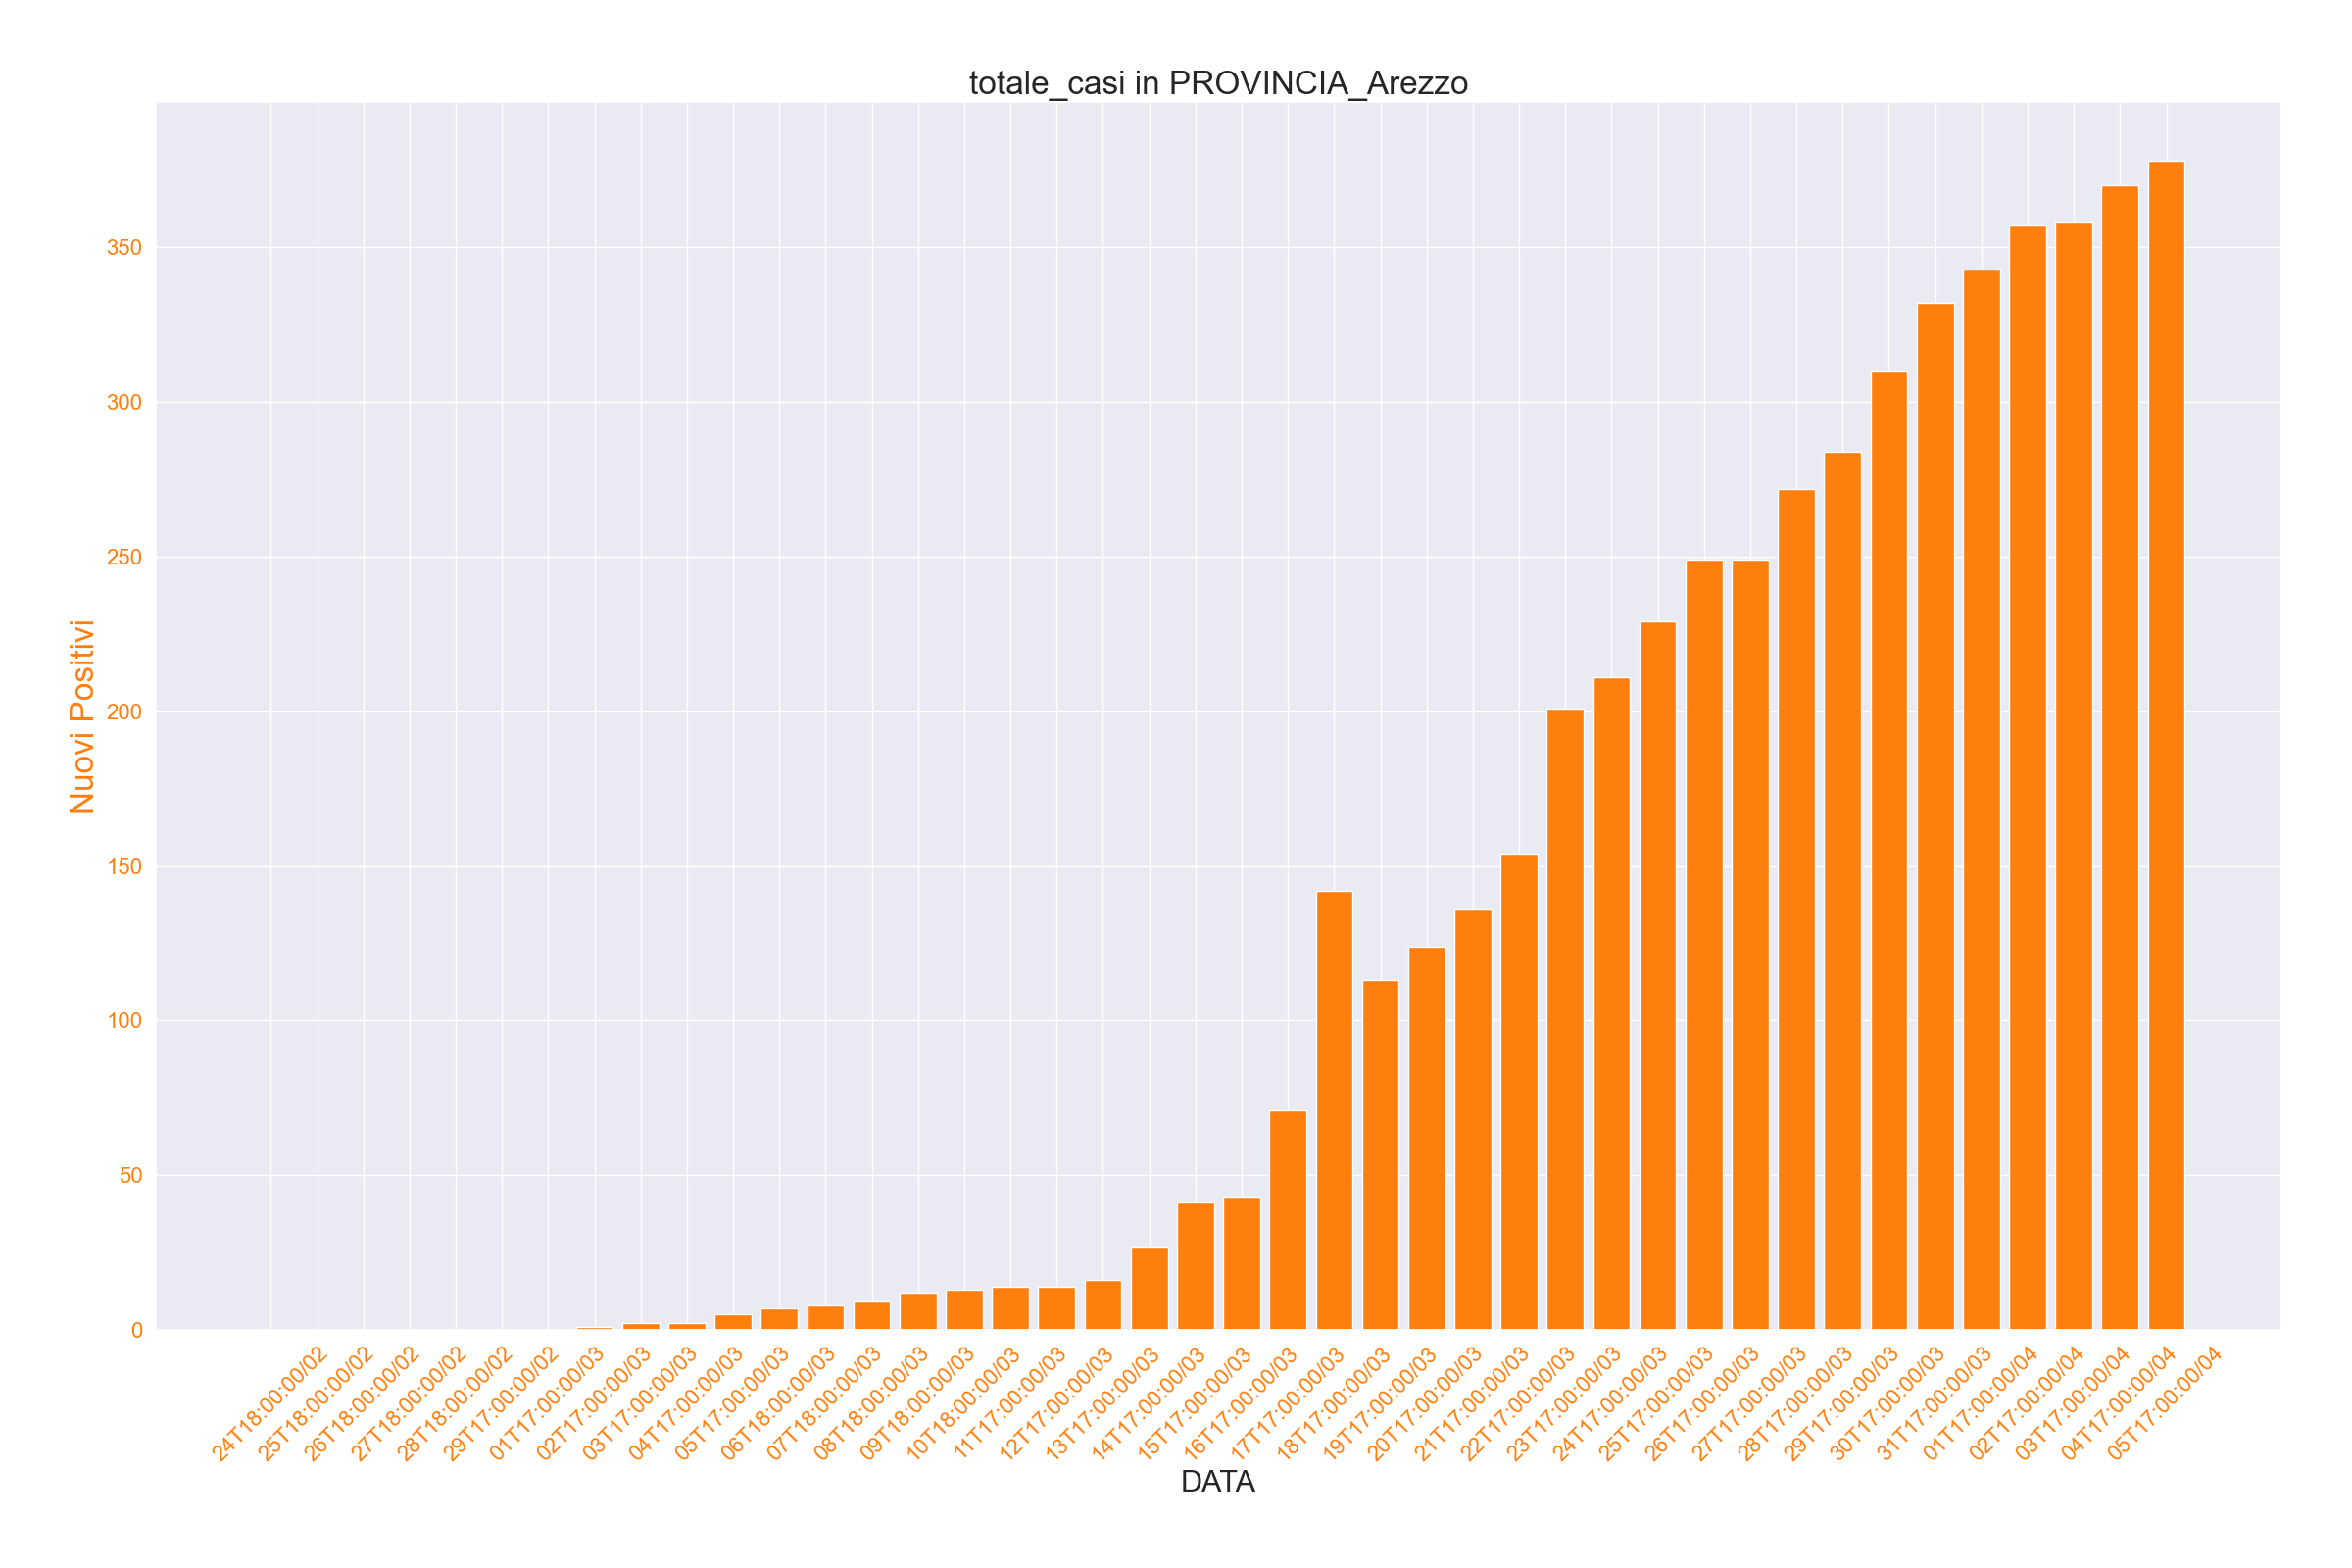 totale_casi in PROVINCIA_Arezzo
Nuovi Positivi
350
300
250
200
150
100
50
0
24T18:00:00/02
25T18:00:00/02
26T18:00:00/02
27T18:00:00/02
28T18:00:00/02
29T17:00:00/02
01T17:00:00/03
02T17:00:00/03
03T17:00:00/03
04T17:00:00/03
05T17:00:00/03
06T18:00:00/03
07T18:00:00/03
08T18:00:00/03
09T18:00:00/03
10T18:00:00/03
11T17:00:00/03
12T17:00:00/03
13T17:00:00/03
14T17:00:00/03
15T17:00:00/03
16T17:00:00/03
17T17:00:00/03
18T17:00:00/03
19T17:00:00/03
20T17:00:00/03
21T17:00:00/03
22T17:00:00/03
23T17:00:00/03
24T17:00:00/03
25T17:00:00/03
26T17:00:00/03
27T17:00:00/03
28T17:00:00/03
29T17:00:00/03
30T17:00:00/03
31T17:00:00/03
01T17:00:00/04
02T17:00:00/04
03T17:00:00/04
04T17:00:00/04
05T17:00:00/04
DATA